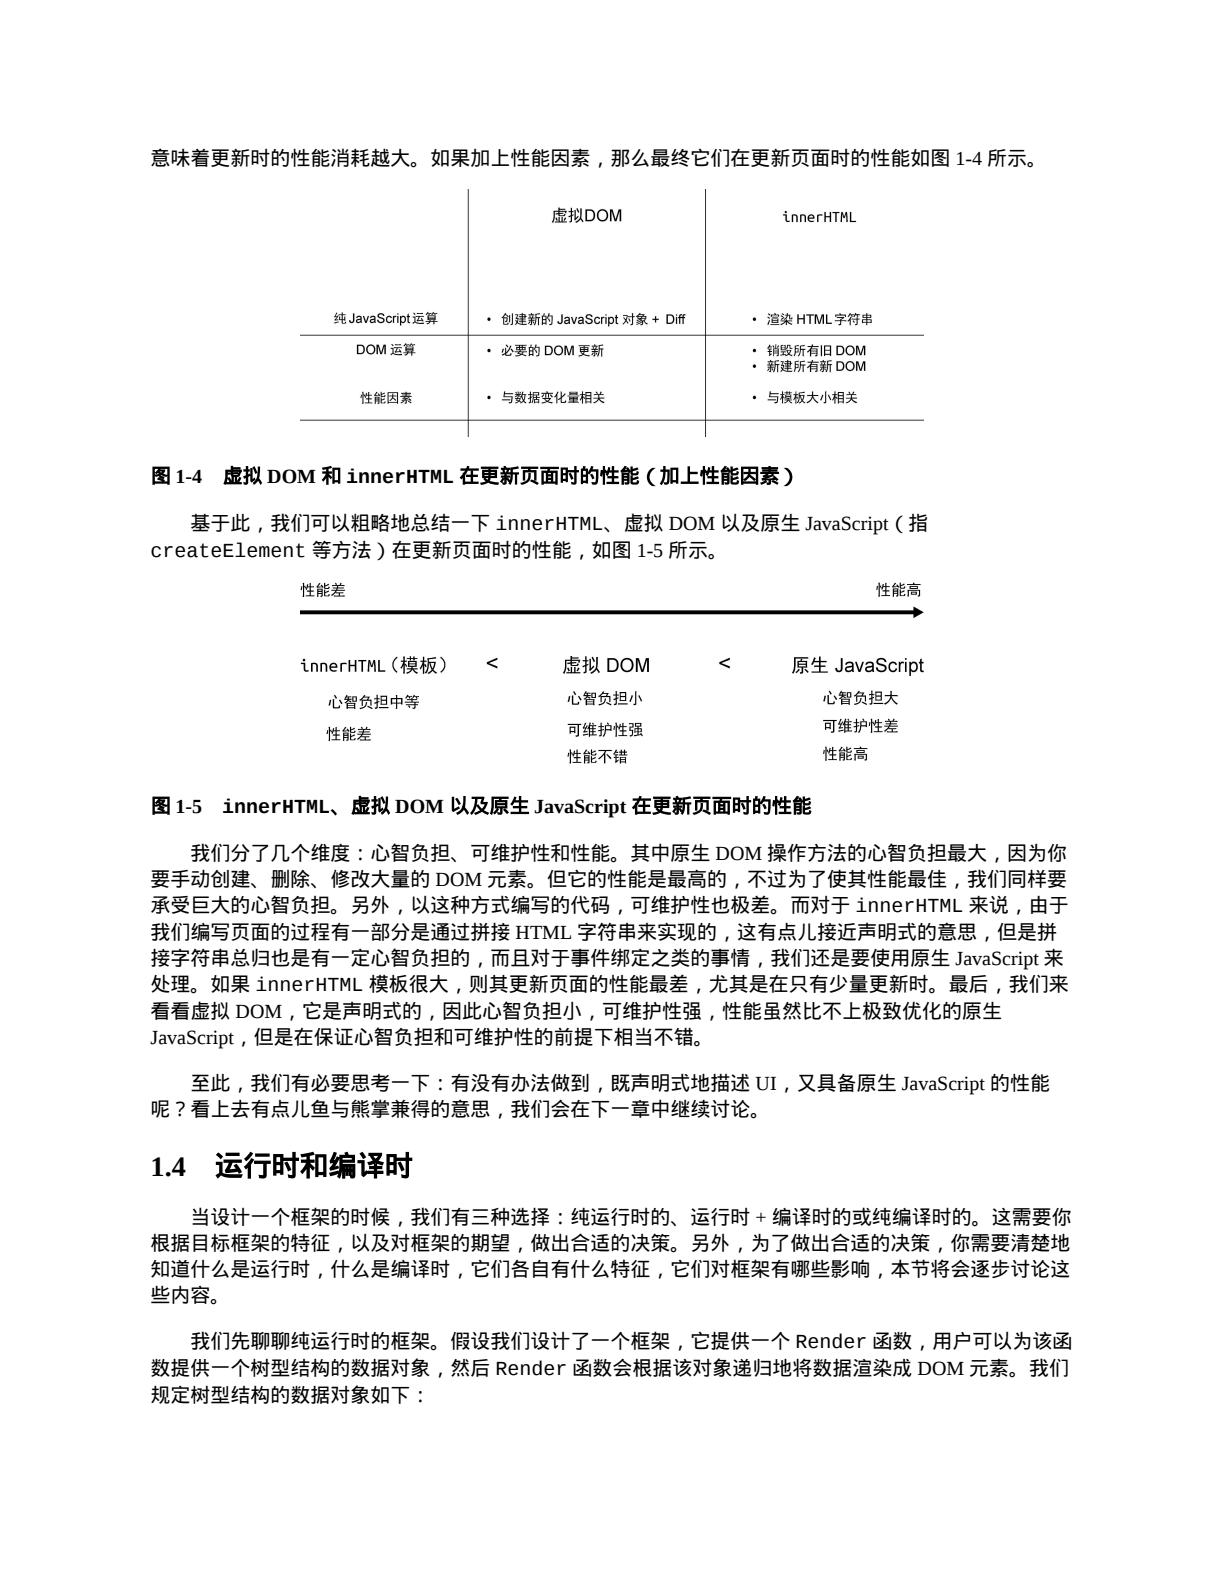 意味着更新时的性能消耗越大。如果加上性能因素，那么最终它们在更新页面时的性能如图 1-4 所示。
虚拟DOM innerHTML
纯JavaScript运算 • 创建新的 JavaScript 对象 + Diff • 渲染 HTML字符串
DOM 运算 • 必要的 DOM 更新 • 销毁所有旧 DOM
• 新建所有新 DOM
性能因素 • 与数据变化量相关 • 与模板大小相关
图 1-4 虚拟 DOM 和 innerHTML 在更新页面时的性能（加上性能因素）
基于此，我们可以粗略地总结一下 innerHTML、虚拟 DOM 以及原生 JavaScript（指
createElement 等方法）在更新页面时的性能，如图 1-5 所示。
性能差 性能高
innerHTML（模板） < 虚拟 DOM < 原生 JavaScript
心智负担中等 心智负担小 心智负担大
性能差 可维护性强 可维护性差
性能不错 性能高
图 1-5 innerHTML、虚拟 DOM 以及原生 JavaScript 在更新页面时的性能
我们分了几个维度：心智负担、可维护性和性能。其中原生 DOM 操作方法的心智负担最大，因为你
要手动创建、删除、修改大量的 DOM 元素。但它的性能是最高的，不过为了使其性能最佳，我们同样要
承受巨大的心智负担。另外，以这种方式编写的代码，可维护性也极差。而对于 innerHTML 来说，由于
我们编写页面的过程有一部分是通过拼接 HTML 字符串来实现的，这有点儿接近声明式的意思，但是拼
接字符串总归也是有一定心智负担的，而且对于事件绑定之类的事情，我们还是要使用原生 JavaScript 来
处理。如果 innerHTML 模板很大，则其更新页面的性能最差，尤其是在只有少量更新时。最后，我们来
看看虚拟 DOM，它是声明式的，因此心智负担小，可维护性强，性能虽然比不上极致优化的原生
JavaScript，但是在保证心智负担和可维护性的前提下相当不错。
至此，我们有必要思考一下：有没有办法做到，既声明式地描述 UI，又具备原生 JavaScript 的性能
呢？看上去有点儿鱼与熊掌兼得的意思，我们会在下一章中继续讨论。
1.4 运行时和编译时
当设计一个框架的时候，我们有三种选择：纯运行时的、运行时 + 编译时的或纯编译时的。这需要你
根据目标框架的特征，以及对框架的期望，做出合适的决策。另外，为了做出合适的决策，你需要清楚地
知道什么是运行时，什么是编译时，它们各自有什么特征，它们对框架有哪些影响，本节将会逐步讨论这
些内容。
我们先聊聊纯运行时的框架。假设我们设计了一个框架，它提供一个 Render 函数，用户可以为该函
数提供一个树型结构的数据对象，然后 Render 函数会根据该对象递归地将数据渲染成 DOM 元素。我们
规定树型结构的数据对象如下：